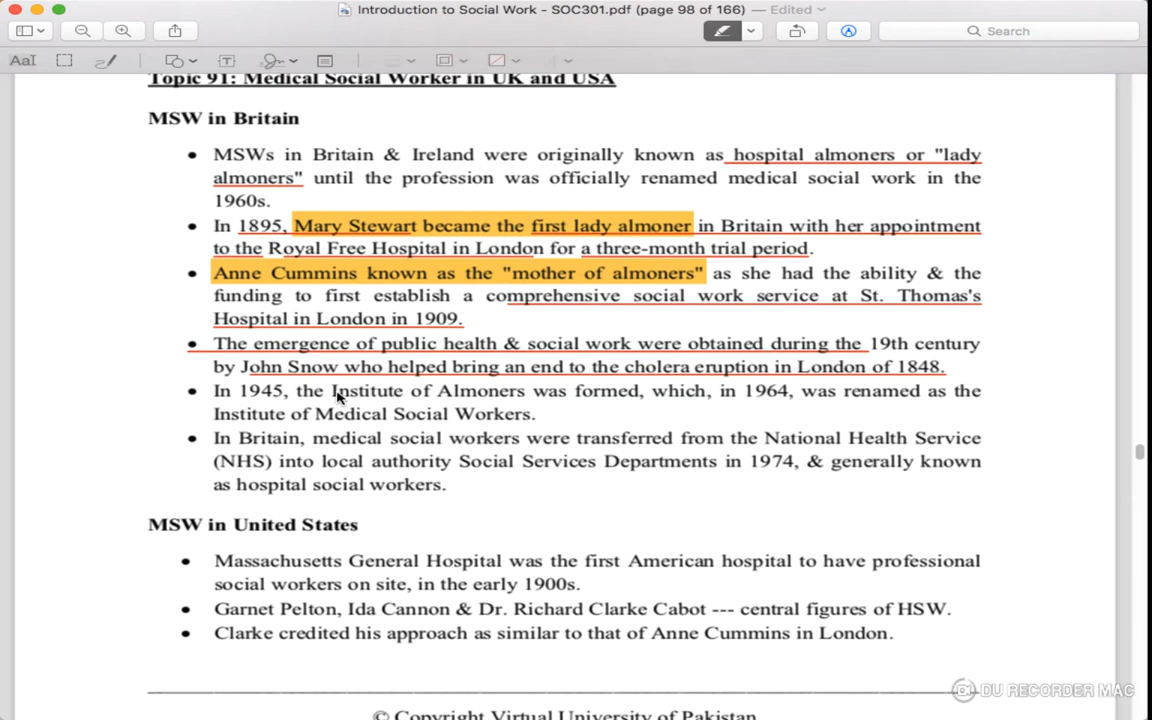 Introduction to Social Work - SOC301.pdf (page 98 of 166) — Edited
Search
AaI
Topic 91: Medical Social Worker in UK and USA
MSW in Britain
• MSWs in Britain & Ireland were originally known as hospital almoners or "lady
almoners" until the profession was officially renamed medical social work in the
1960s.
• In 1895, Mary Stewart became the first lady almoner in Britain with her appointment
to the Royal Free Hospital in London for a three-month trial period.
• Anne Cummins known as the "mother of almoners" as she had the ability & the
funding to first establish a comprehensive social work service at St. Thomas's
Hospital in London in 1909.
• The emergence of public health & social work were obtained during the 19th century
by John Snow who helped bring an end to the cholera eruption in London of 1848.
• In 1945, the Institute of Almoners was formed, which, in 1964, was renamed as the
Institute of Medical Social Workers.
• In Britain, medical social workers were transferred from the National Health Service
(NHS) into local authority Social Services Departments in 1974, & generally known
as hospital social workers.
MSW in United States
• Massachusetts General Hospital was the first American hospital to have professional
social workers on site, in the early 1900s.
• Garnet Pelton, Ida Cannon & Dr. Richard Clarke Cabot --- central figures of HSW.
• Clarke credited his approach as similar to that of Anne Cummins in London.
DU RECORDER MAC
© Copyright Virtual University of Pakistan